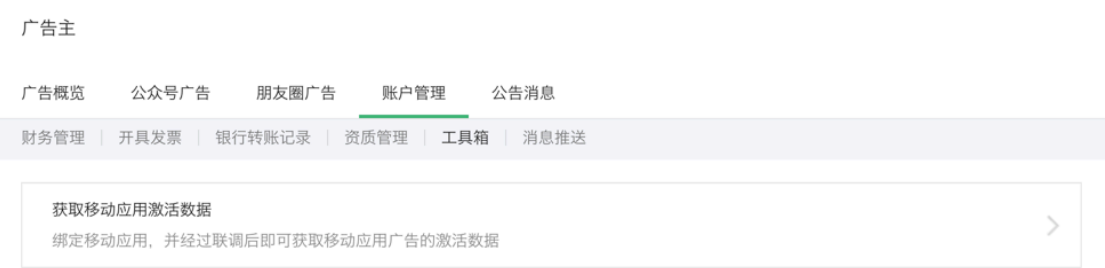 广告主
广告概览 公众号广告 朋友圈广告 账户管理 公告消息
财务管理 开具发票 银行转账记录 资质管理 工具箱 消息推送
获取移动应用激活数据
绑定移动应用，并经过联调后即可获取移动应用广告的激活数据